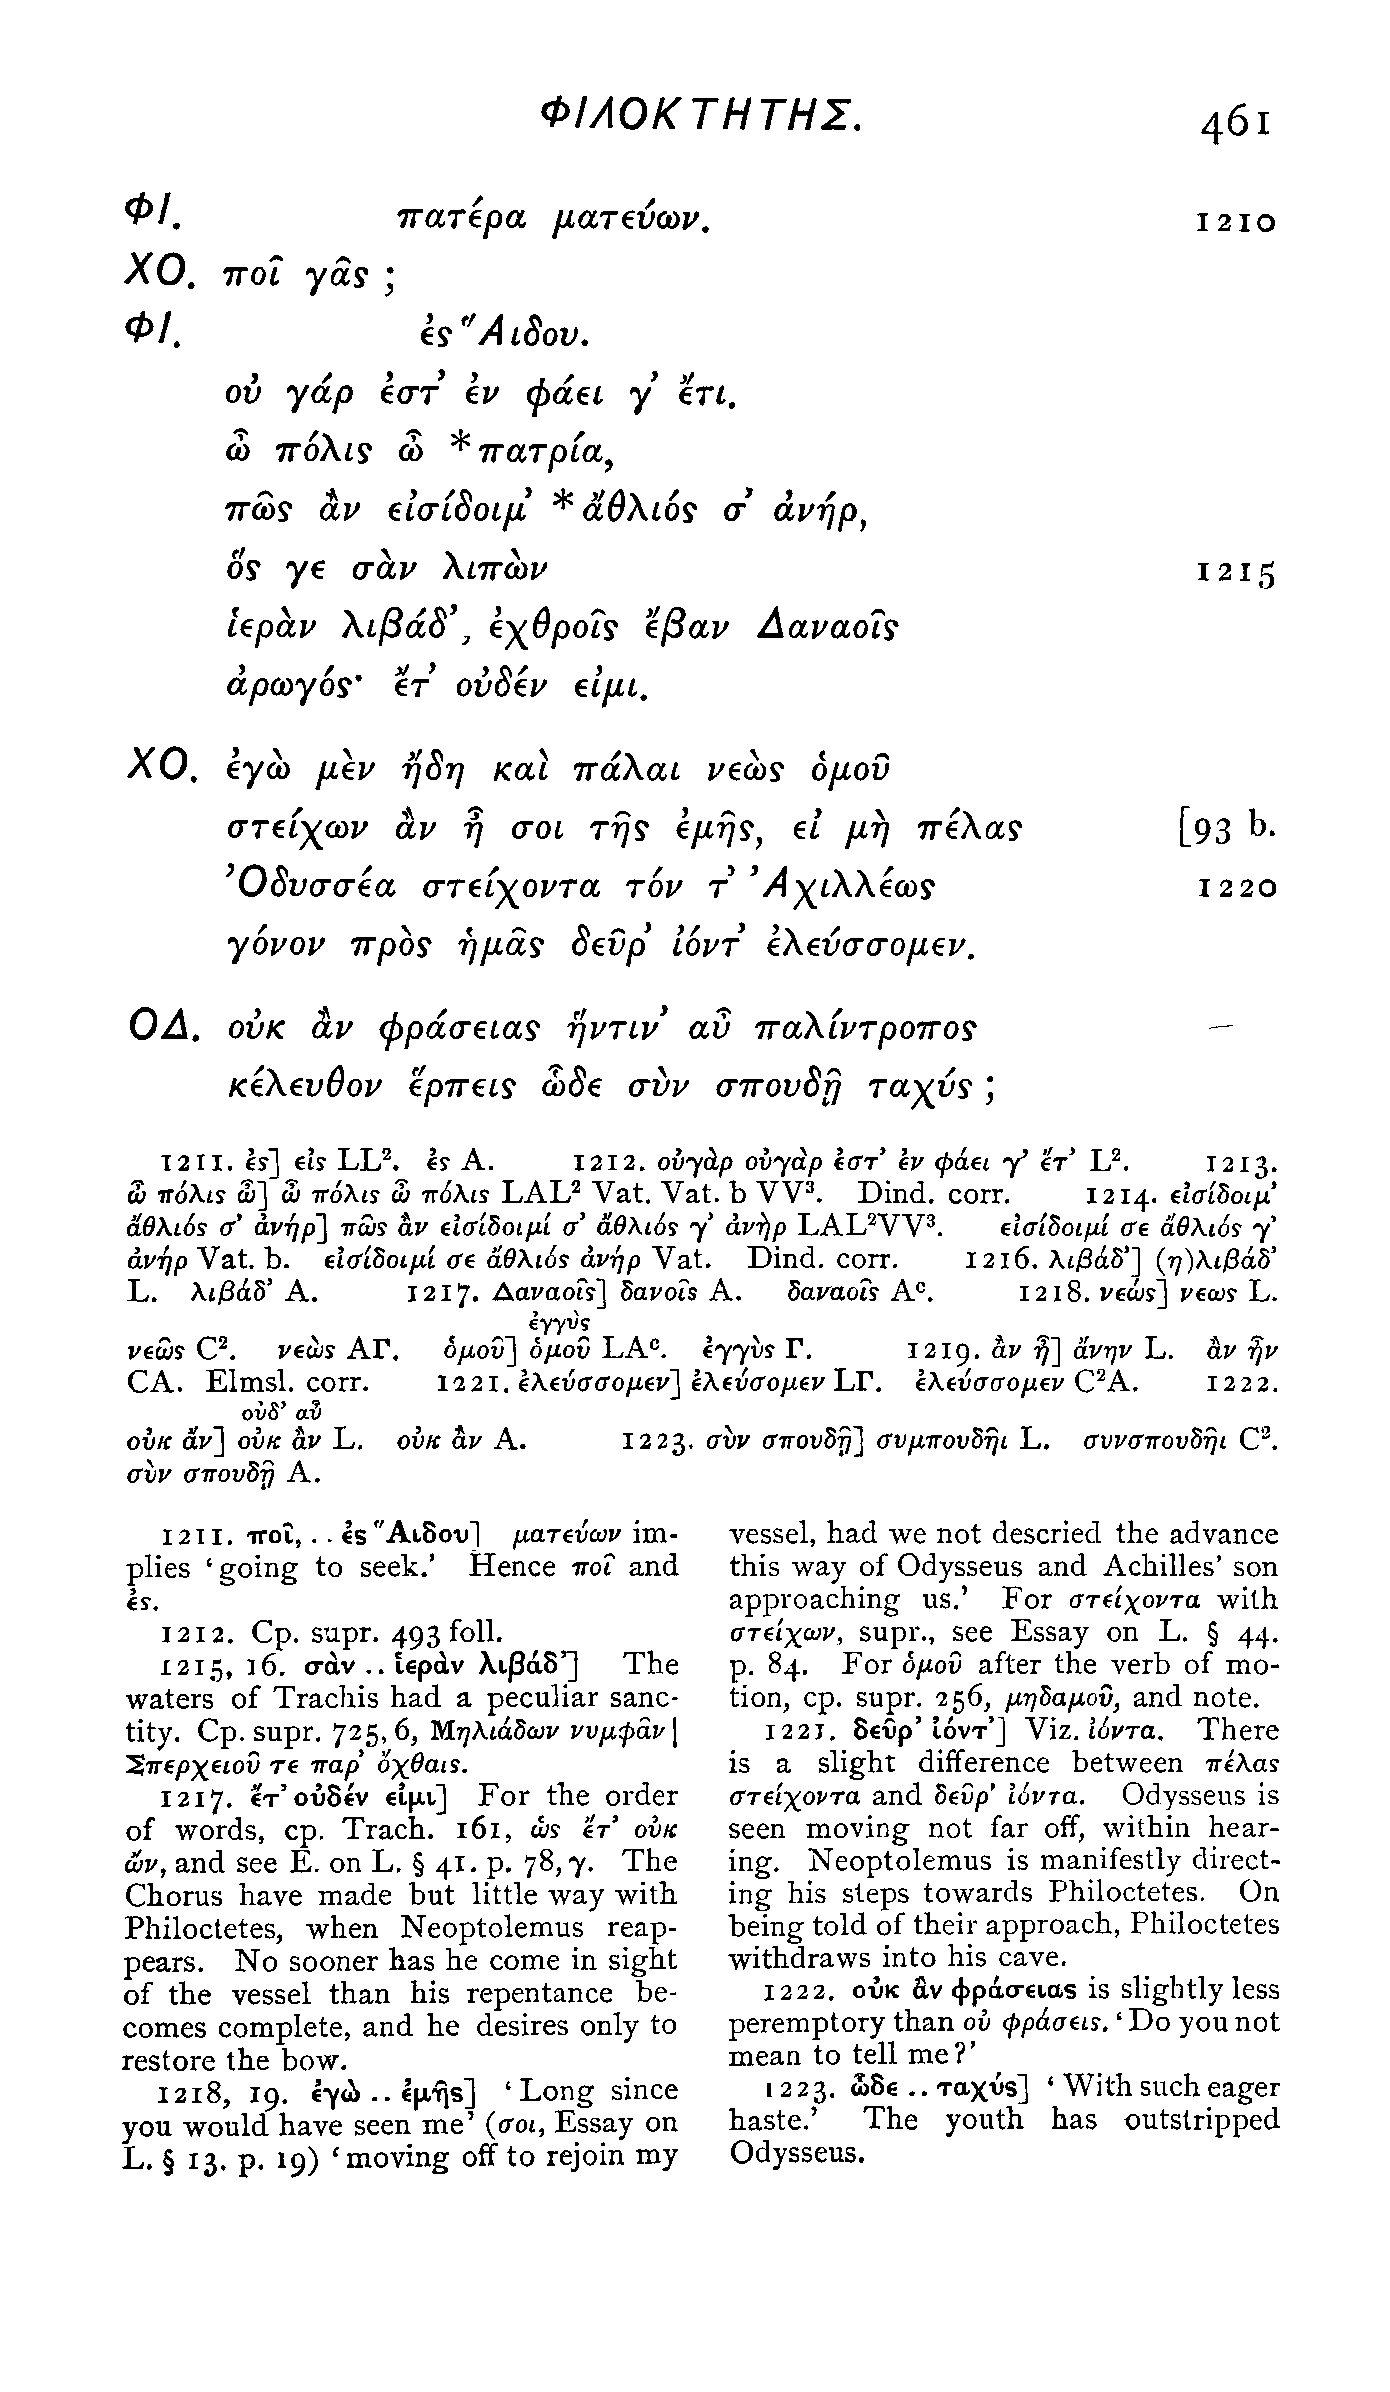 ΦΙΛΟΚΤΗΤΗΣ. 461
ΦΙ. πατέρα ματεύων. 1210
ΧΟ. ποῖ γᾶς ;
ΦΙ. ἐς Ἅιδου.
οὐ γάρ ἐστ’ ἐν φάει γ’ ἔτι.
ὦ πόλις ὦ *πατρία,
πῶς ἂν εἰσίδοιμ’ *ἄθλιός σ’ ἀνήρ,
ὅς γε σὰν λιπὼν 1215
ἱερὰν λιβάδ’, ἐχθροῖς ἔβαν Δαναοῖς
ἀρωγός· ἔτ’ οὐδέν εἰμι.
ΧΟ. ἐγὼ μὲν ἤδη καὶ πάλαι νεὼς ὁμοῦ
στείχων ἂν ἦ σοι τῆς ἐμῆς, εἰ μὴ πέλας [93 b.
Ὀδυσσέα στείχοντα τόν τ’ Ἀχιλλέως 1220
γόνον πρὸς ἡμᾶς δεῦρ’ ἰόντ’ ἐλεύσσομεν.
ΟΔ. οὐκ ἂν φράσειας ἥντιν’ αὖ παλίντροπος
κέλευθον ἕρπεις ὧδε σὺν σπουδῇ ταχύς ;
1211. ἐς] εἰς LL². ἐς A. 1212. οὐγὰρ οὐγὰρ ἐστ’ ἐν φάει γ’ ἔτ’ L². 1213.
ὦ πόλις ὦ] ὦ πόλις ὦ πόλις LAL² Vat. Vat. b VV³. Dind. corr. 1214. εἰσίδοιμ’
ἄθλιός σ’ ἀνήρ] πῶς ἂν εἰσίδοιμί σ’ ἄθλιός γ’ ἀνὴρ LAL²VV³. εἰσίδοιμί σε ἄθλιός γ’
ἀνήρ Vat. b. εἰσίδοιμί σε ἄθλιός ἀνήρ Vat. Dind. corr. 1216. λιβάδ’] (η)λιβάδ’
L. λιβάδ’ A. 1217. Δαναοῖς] δανοῖς A. δαναοῖς Aᶜ. 1218. νεώς] νεως L.
ἐγγὺς
νεῶς C². νεὼς AΓ. ὁμοῦ] ὁμοῦ LAᶜ. ἐγγὺς Γ. 1219. ἂν ἦ] ἄνην L. ἂν ἦν
CA. Elmsl. corr. 1221. ἐλεύσσομεν] ἐλεύσομεν LΓ. ἐλεύσσομεν C²A. 1222.
οὐδ’ αὖ
οὐκ ἄν] οὐκ ἂν L. οὐκ ἂν A. 1223. σὺν σπουδῇ] συμπουδῆι L. συνσπουδῆι C².
σὺν σπουδῇ A.
1211. ποῖ, .. ἐς Ἅιδου] ματεύων im-
plies ‘going to seek.’ Hence ποῖ and
ἐς.
1212. Cp. supr. 493 foll.
1215, 16. σὰν .. ἱερὰν λιβάδ’] The
waters of Trachis had a peculiar sanc-
tity. Cp. supr. 725, 6, Μηλιάδων νυμφᾶν |
Σπερχειοῦ τε παρ’ ὄχθαις.
1217. ἔτ’ οὐδέν εἰμι] For the order
of words, cp. Trach. 161, ὡς ἔτ’ οὐκ
ὤν, and see E. on L. § 41. p. 78, γ. The
Chorus have made but little way with
Philoctetes, when Neoptolemus reap-
pears. No sooner has he come in sight
of the vessel than his repentance be-
comes complete, and he desires only to
restore the bow.
1218, 19. ἐγὼ .. ἐμῆς] ‘Long since
you would have seen me’ (σοι, Essay on
L. § 13. p. 19) ‘moving off to rejoin my
vessel, had we not descried the advance
this way of Odysseus and Achilles’ son
approaching us.’ For στείχοντα with
στείχων, supr., see Essay on L. § 44.
p. 84. For ὁμοῦ after the verb of mo-
tion, cp. supr. 256, μηδαμοῦ, and note.
1221. δεῦρ’ ἰόντ’] Viz. ἰόντα. There
is a slight difference between πέλας
στείχοντα and δεῦρ’ ἰόντα. Odysseus is
seen moving not far off, within hear-
ing. Neoptolemus is manifestly direct-
ing his steps towards Philoctetes. On
being told of their approach, Philoctetes
withdraws into his cave.
1222. οὐκ ἂν φράσειας is slightly less
peremptory than οὐ φράσεις. ‘Do you not
mean to tell me?’
1223. ὧδε .. ταχύς] ‘With such eager
haste.’ The youth has outstripped
Odysseus.